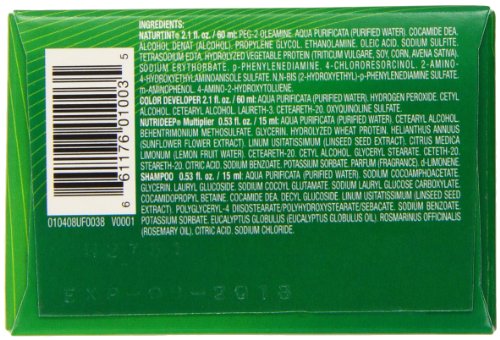 INGREDIENTS:
NATURTINT® 2.1 fl. oz. / 60 ml: PEG-2 OLEAMINE, AQUA PURIFICATA (PURIFIED WATER), COCAMIDE DEA,
ALCOHOL DENAT (ALCOHOL), PROPYLENE GLYCOL, ETHANOLAMINE, OLEIC ACID, SODIUM SULFITE,
TETRASODIUM EDTA, HYDROLYZED VEGETABLE PROTEIN (TRITICUM VULGARE, ZEA MAYS, SOY, CORN, AVENA SATIVA),
SODIUM ERYTHORBATE, p-PHENYLENEDIAMINE, 4-CHLORORESORCINOL, 2-AMINO-
4-HYDROXYETHYLAMINOANISOLE SULFATE, N,N-BIS (2-HYDROXYETHYL)-p-PHENYLENEDIAMINE SULFATE,
m-AMINOPHENOL, 4-AMINO-2-HYDROXYTOLUENE.
COLOR DEVELOPER 2.1 fl. oz. / 60 ml: AQUA PURIFICATA (PURIFIED WATER), HYDROGEN PEROXIDE, CETYL
ALCOHOL, CETEARYL ALCOHOL, LAURETH-3, CETEARETH-20, OXYQUINOLINE SULFATE.
NUTRIDEEP® Multiplier 0.53 fl. oz / 15 ml: AQUA PURIFICATA (PURIFIED WATER), CETEARYL ALCOHOL,
BEHENTRIMONIUM METHOSULFATE, GLYCERIN, HYDROLYZED WHEAT PROTEIN, HELIANTHUS ANNUUS
(SUNFLOWER FLOWER EXTRACT), LINUM USITATISSIMUM (LINSEED SEED EXTRACT), CITRUS MEDICA
LIMONUM (LEMON FRUIT WATER), CETEARETH-20, CETYL ALCOHOL, GLYCERYL STEARATE, CETETH-20,
STEARETH-20, CITRIC ACID, SODIUM BENZOATE, POTASSIUM SORBATE, PARFUM (FRAGRANCE), d-LIMONENE
SHAMPOO 0.53 fl. oz / 15 ml: AQUA PURIFICATA (PURIFIED WATER), SODIUM COCOAMPHOACETATE,
GLYCERIN, LAURYL GLUCOSIDE, SODIUM COCOYL GLUTAMATE, SODIUM LAURYL GLUCOSE CARBOXYLATE,
COCAMIDOPROPYL BETAINE, COCAMIDE DEA, DECYL GLUCOSIDE, LINUM USITATISSIMUM (LINSEED SEED
EXTRACT), POLYGLYCERYL-4 DIISOSTEARATE/POLYHYDROXYSTEARATE/SEBACATE, SODIUM BENZOATE,
POTASSIUM SORBATE, EUCALYPTUS GLOBULUS (EUCALYPTUS GLOBULUS OIL), ROSMARINUS OFFICINALIS
(ROSEMARY OIL), CITRIC ACID, SODIUM CHLORIDE.
6 61176 01003 5
010408UF0038 V0001